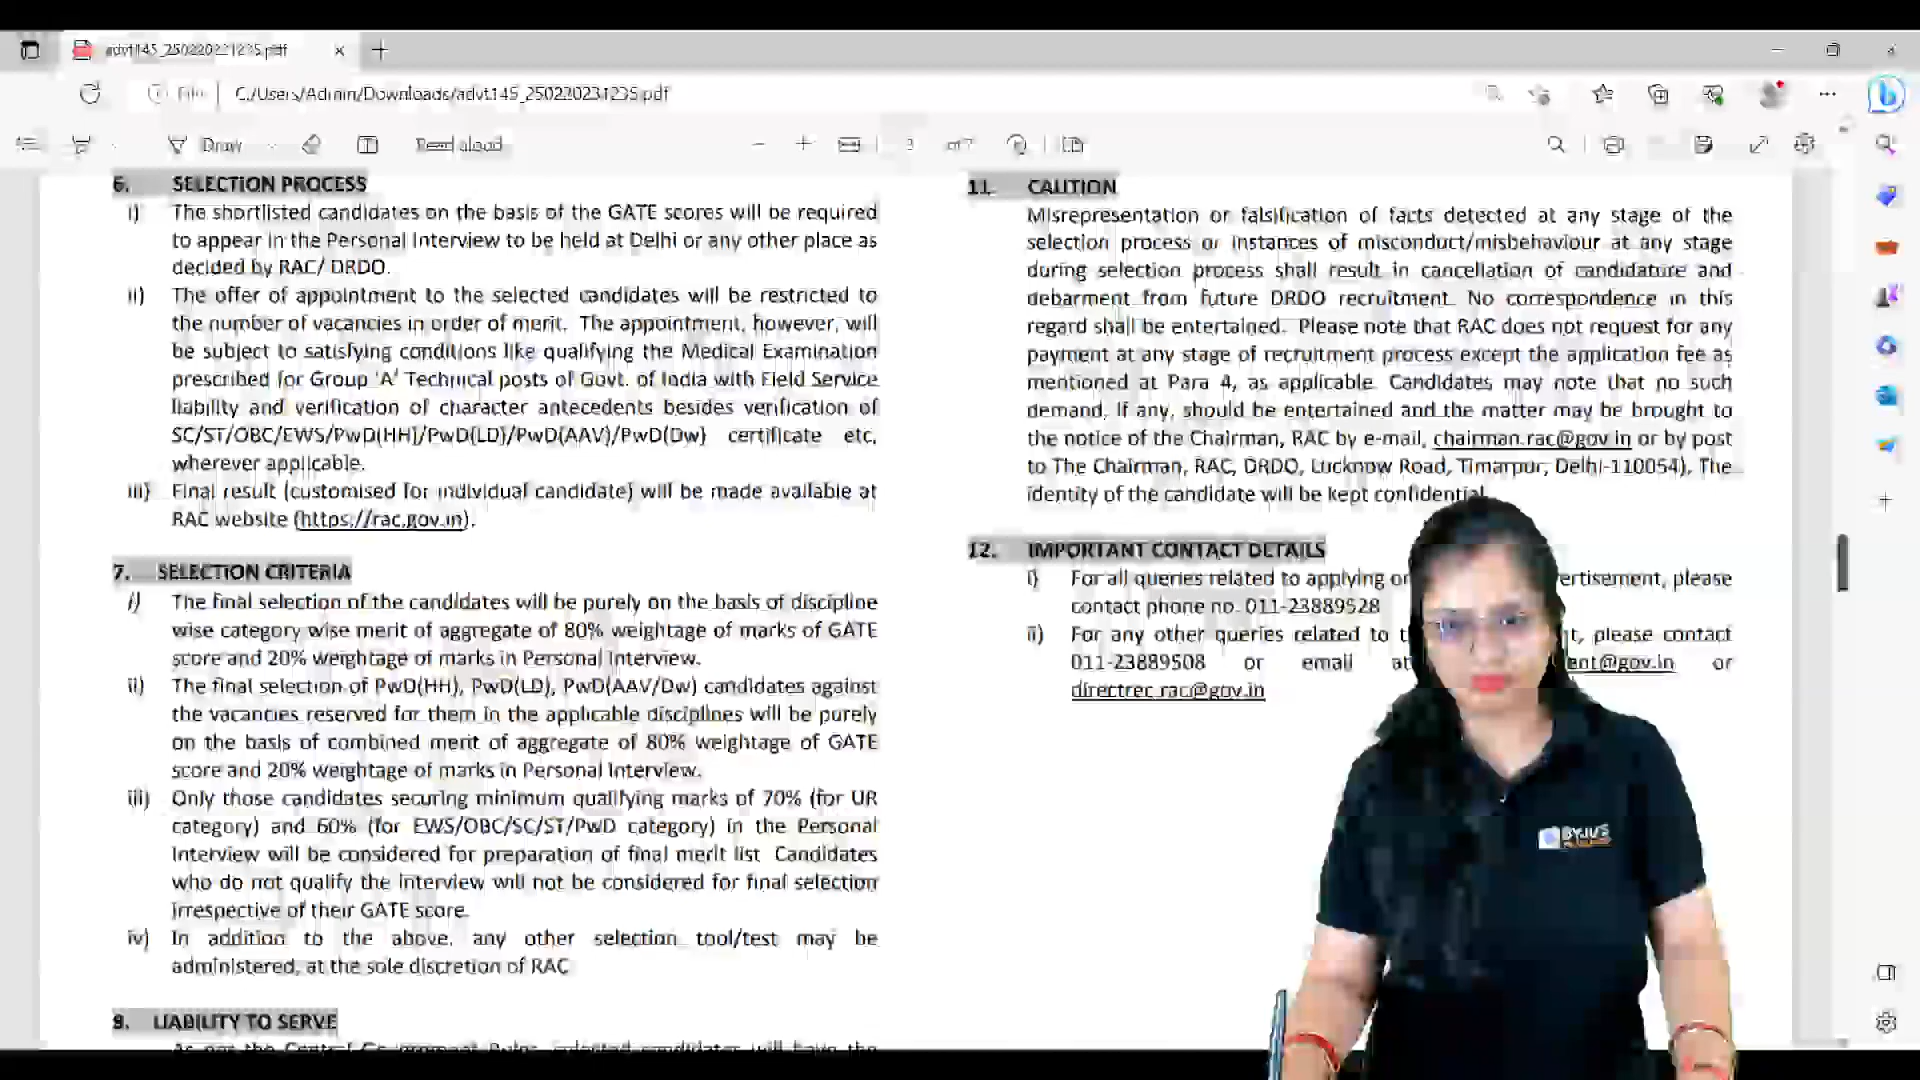 advt145_250220231235.pdf
File
C:/Users/Admin/Downloads/advt145_250220231235.pdf
Draw
Read aloud
3 of 7
6. SELECTION PROCESS
i) The shortlisted candidates on the basis of the GATE scores will be required
to appear in the Personal Interview to be held at Delhi or any other place as
decided by RAC/ DRDO.
ii) The offer of appointment to the selected candidates will be restricted to
the number of vacancies in order of merit. The appointment, however, will
be subject to satisfying conditions like qualifying the Medical Examination
prescribed for Group 'A' Technical posts of Govt. of India with Field Service
liability and verification of character antecedents besides verification of
SC/ST/OBC/EWS/PwD(HH)/PwD(LD)/PwD(AAV)/PwD(Dw) certificate etc,
wherever applicable.
iii) Final result (customised for individual candidate) will be made available at
RAC website (https://rac.gov.in).
7. SELECTION CRITERIA
i) The final selection of the candidates will be purely on the basis of discipline
wise category wise merit of aggregate of 80% weightage of marks of GATE
score and 20% weightage of marks in Personal Interview.
ii) The final selection of PwD(HH), PwD(LD), PwD(AAV/Dw) candidates against
the vacancies reserved for them in the applicable disciplines will be purely
on the basis of combined merit of aggregate of 80% weightage of GATE
score and 20% weightage of marks in Personal Interview.
iii) Only those candidates securing minimum qualifying marks of 70% (for UR
category) and 60% (for EWS/OBC/SC/ST/PwD category) in the Personal
Interview will be considered for preparation of final merit list. Candidates
who do not qualify the interview will not be considered for final selection
irrespective of their GATE score.
iv) In addition to the above, any other selection tool/test may be
administered, at the sole discretion of RAC
8. LIABILITY TO SERVE
As per the Central Government Rules, selected candidates will have the
11. CAUTION
Misrepresentation or falsification of facts detected at any stage of the
selection process or instances of misconduct/misbehaviour at any stage
during selection process shall result in cancellation of candidature and
debarment from future DRDO recruitment. No correspondence in this
regard shall be entertained. Please note that RAC does not request for any
payment at any stage of recruitment process except the application fee as
mentioned at Para 4, as applicable. Candidates may note that no such
demand, if any, should be entertained and the matter may be brought to
the notice of the Chairman, RAC by e-mail, chairman.rac@gov.in or by post
to The Chairman, RAC, DRDO, Lucknow Road, Timarpur, Delhi-110054). The
identity of the candidate will be kept confidential.
12. IMPORTANT CONTACT DETAILS
i) For all queries related to applying on ertisement, please
contact phone no. 011-23889528
ii) For any other queries related to t t, please contact
011-23889508 or email at ent@gov.in or
directrec.rac@gov.in
BYJU'S